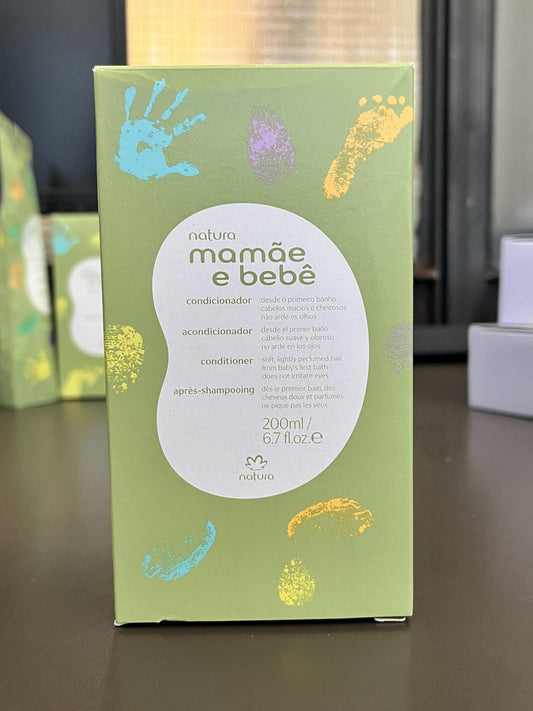 natura
mamãe
e bebê
condicionador
desde o primeiro banho
cabelos macios e cheirosos
não arde os olhos
acondicionador
desde el primer baño
cabello suave y oloroso
no arde en los ojos
conditioner
soft, lightly perfumed hair
from baby's first bath
does not irritate eyes
après-shampooing
dès le premier bain, des
cheveux doux et parfumés
ne pique pas les yeux
200ml /
6.7 fl.oz.℮
natura